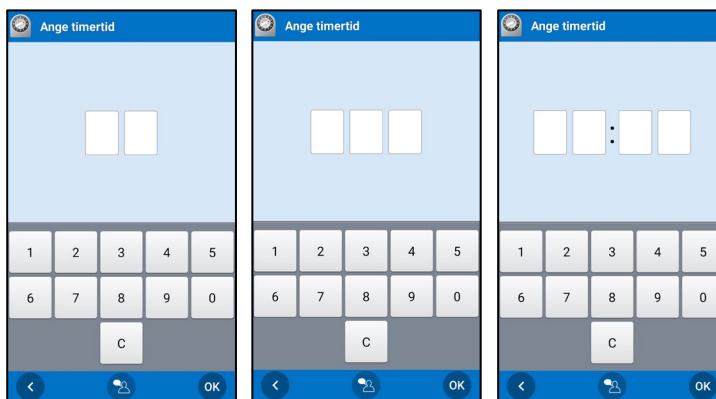 Ange timertid
1 2 3 4 5
6 7 8 9 0
C
OK
Ange timertid
1 2 3 4 5
6 7 8 9 0
C
OK
Ange timertid
:
1 2 3 4 5
6 7 8 9 0
C
OK